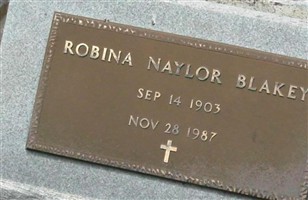 ROBINA NAYLOR BLAKEY
SEP 14 1903
NOV 28 1987